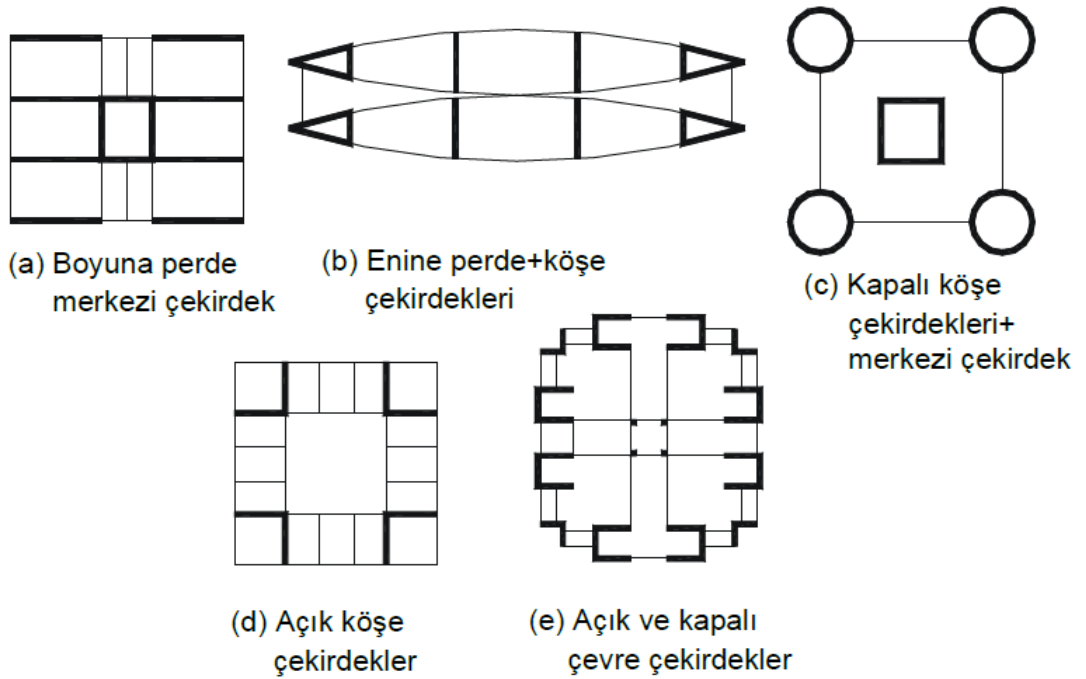 (a) Boyuna perde
merkezi çekirdek
(b) Enine perde+köşe
çekirdekleri
(c) Kapalı köşe
çekirdekleri+
merkezi çekirdek
(d) Açık köşe
çekirdekler
(e) Açık ve kapalı
çevre çekirdekler